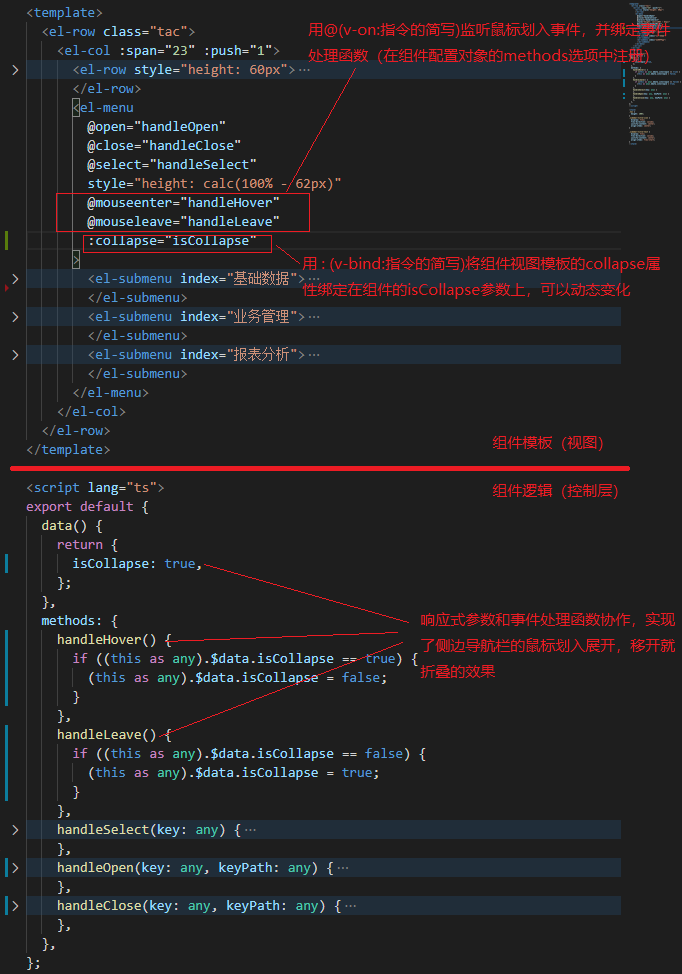 <template>
<el-row class="tac">
用@(v-on:指令的简写)监听鼠标划入事件，并绑定事件
<el-col :span="23" :push="1">
处理函数（在组件配置对象的methods选项中注册）
<el-row style="height: 60px">…
</el-row>
<el-menu
@open="handleOpen"
@close="handleClose"
@select="handleSelect"
style="height: calc(100% - 62px)"
@mouseenter="handleHover"
@mouseleave="handleLeave"
:collapse="isCollapse"
用 : (v-bind:指令的简写)将组件视图模板的collapse属
>
<el-submenu index="基础数据">…
性绑定在组件的isCollapse参数上，可以动态变化
</el-submenu>
<el-submenu index="业务管理">…
</el-submenu>
<el-submenu index="报表分析">…
</el-submenu>
</el-menu>
</el-col>
</el-row>
组件模板（视图）
</template>
<script lang="ts">
组件逻辑（控制层）
export default {
data() {
return {
isCollapse: true,
};
},
methods: {
响应式参数和事件处理函数协作，实现
handleHover() {
了侧边导航栏的鼠标划入展开，移开就
if ((this as any).$data.isCollapse == true) {
折叠的效果
(this as any).$data.isCollapse = false;
}
},
handleLeave() {
if ((this as any).$data.isCollapse == false) {
(this as any).$data.isCollapse = true;
}
},
handleSelect(key: any) {…
},
handleOpen(key: any, keyPath: any) {…
},
handleClose(key: any, keyPath: any) {…
},
},
};